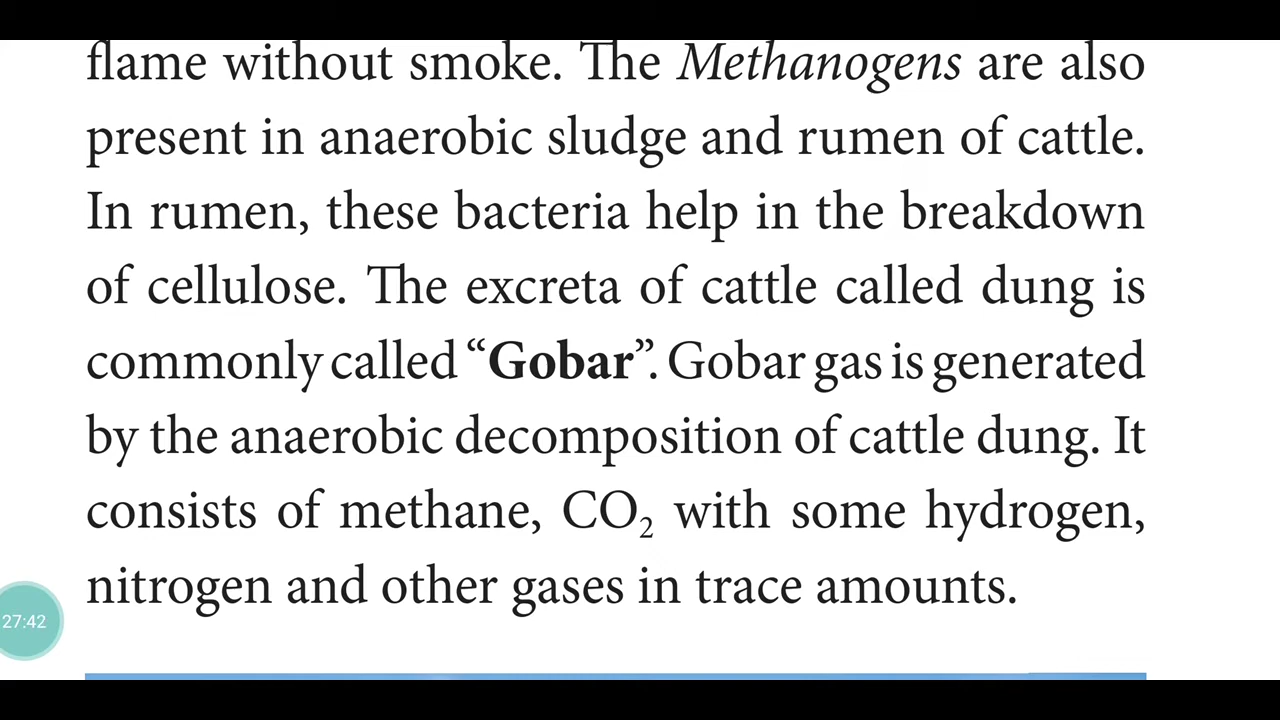 flame without smoke. The Methanogens are also
present in anaerobic sludge and rumen of cattle.
In rumen, these bacteria help in the breakdown
of cellulose. The excreta of cattle called dung is
commonly called “Gobar”. Gobar gas is generated
by the anaerobic decomposition of cattle dung. It
consists of methane, CO₂ with some hydrogen,
nitrogen and other gases in trace amounts.
27:42